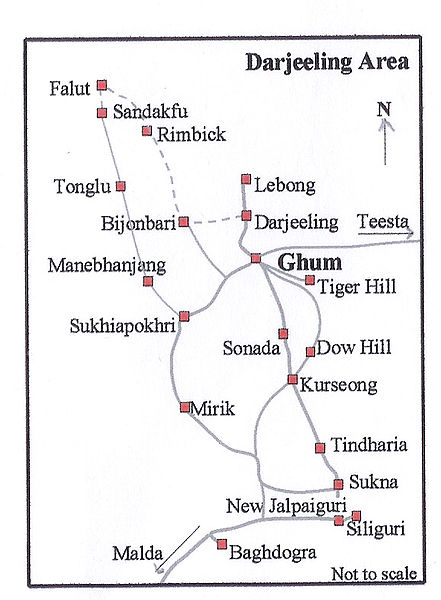 Darjeeling Area
Falut
Sandakfu
N
Rimbick
Tonglu
Lebong
Bijonbari
Darjeeling
Teesta
Manebhanjang
Ghum
Tiger Hill
Sukhiapokhri
Sonada
Dow Hill
Kurseong
Mirik
Tindharia
Sukna
New Jalpaiguri
Siliguri
Malda
Baghdogra
Not to scale